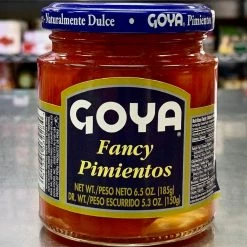 Naturalmente Dulce • Pimientos
GOYA®
Fancy
Pimientos
NET WT./PESO NETO 6.5 OZ. (185g)
DR. WT./PESO ESCURRIDO 5.3 OZ. (150g)